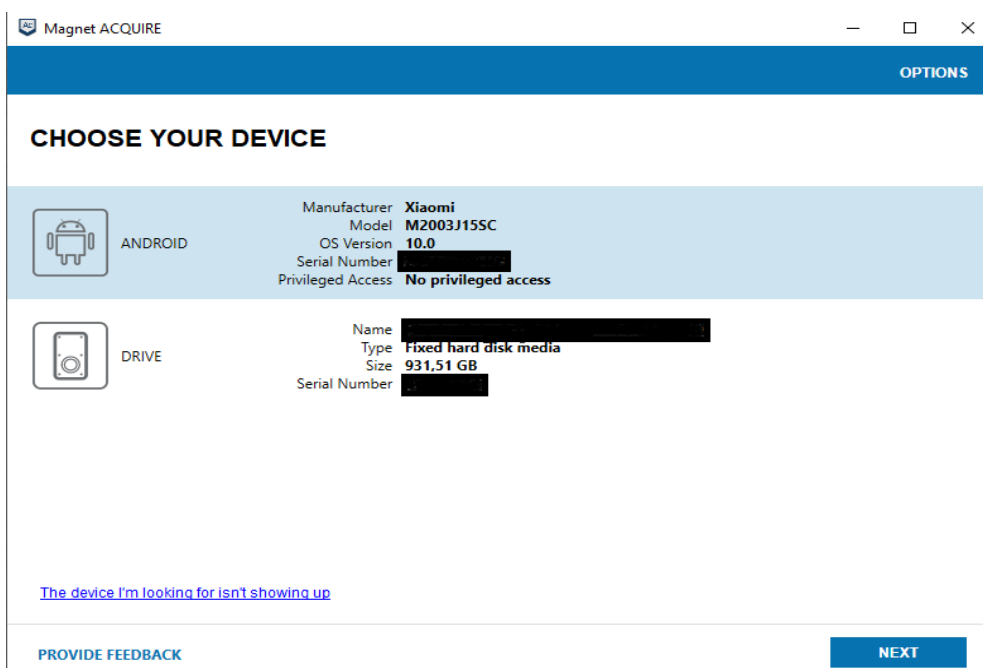 Magnet ACQUIRE
OPTIONS
CHOOSE YOUR DEVICE
ANDROID
Manufacturer Xiaomi
Model M2003J15SC
OS Version 10.0
Serial Number
Privileged Access No privileged access
DRIVE
Name
Type Fixed hard disk media
Size 931,51 GB
Serial Number
The device I'm looking for isn't showing up
PROVIDE FEEDBACK
NEXT